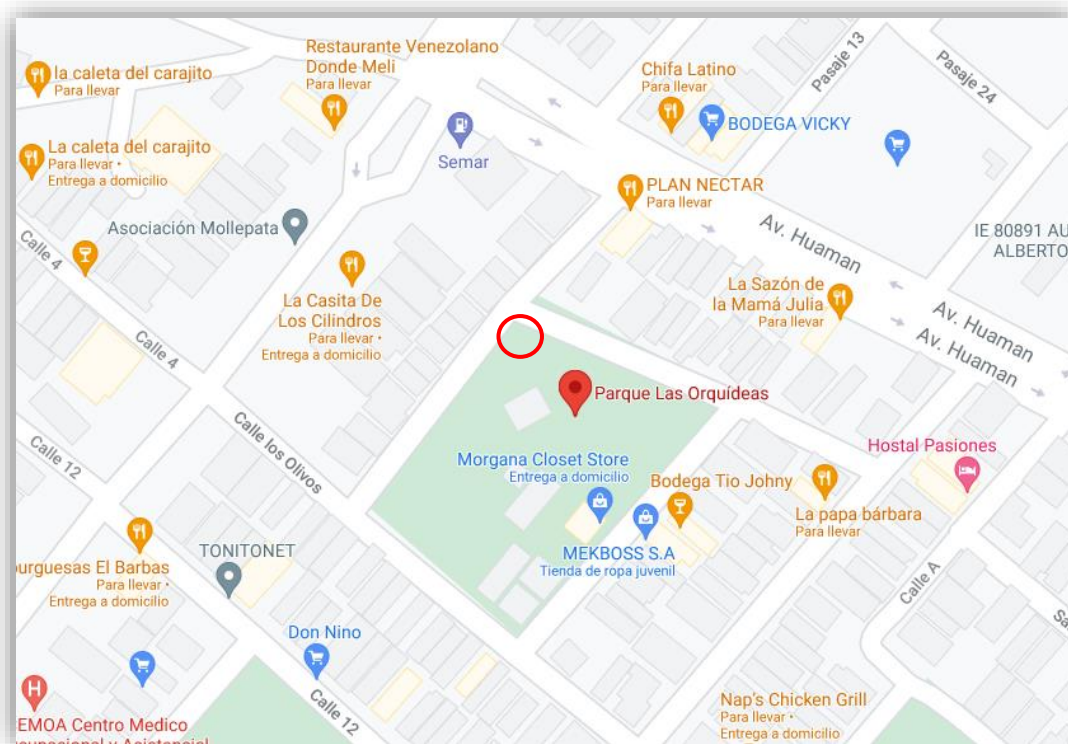 la caleta del carajito
Para llevar
Restaurante Venezolano
Donde Meli
Para llevar
Chifa Latino
Para llevar
Pasaje 13
Pasaje 24
BODEGA VICKY
La caleta del carajito
Para llevar •
Entrega a domicilio
Semar
PLAN NECTAR
Para llevar
Asociación Mollepata
Av. Huaman
IE 80891 AU
ALBERTO
Calle 4
La Casita De
Los Cilindros
Para llevar •
Entrega a domicilio
La Sazón de
la Mamá Julia
Para llevar
Av. Huaman
Av. Huaman
Calle 4
Parque Las Orquídeas
Calle los Olivos
Calle 12
Morgana Closet Store
Entrega a domicilio
Hostal Pasiones
Bodega Tio Johny
La papa bárbara
Para llevar
MEKBOSS S.A
Tienda de ropa juvenil
TONITONET
urguesas El Barbas
Para llevar •
Entrega a domicilio
Calle A
Don Nino
Calle 12
Nap's Chicken Grill
Para llevar •
Entrega a domicilio
EMOA Centro Medico